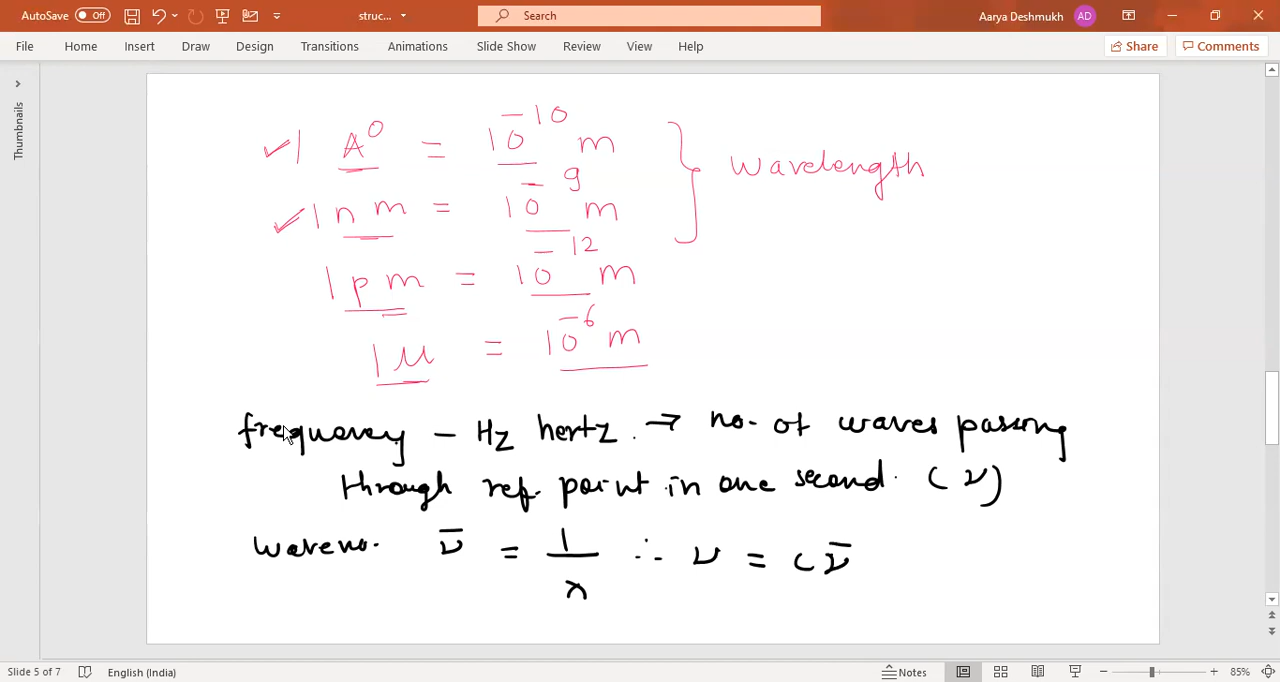 AutoSave Off struc... Search Aarya Deshmukh AD
File Home Insert Draw Design Transitions Animations Slide Show Review View Help Share Comments
Thumbnails
1 A⁰ = 10⁻¹⁰ m
1 nm = 10⁻⁹ m } Wavelength
1 pm = 10⁻¹² m
1 μ = 10⁻⁶ m
frequency – Hz hertz. → no. of waves passing
through ref. point in one second. (ν)
Wave no. ν̅ = 1/λ ∴ ν = cν̅
Slide 5 of 7 English (India) Notes 85%